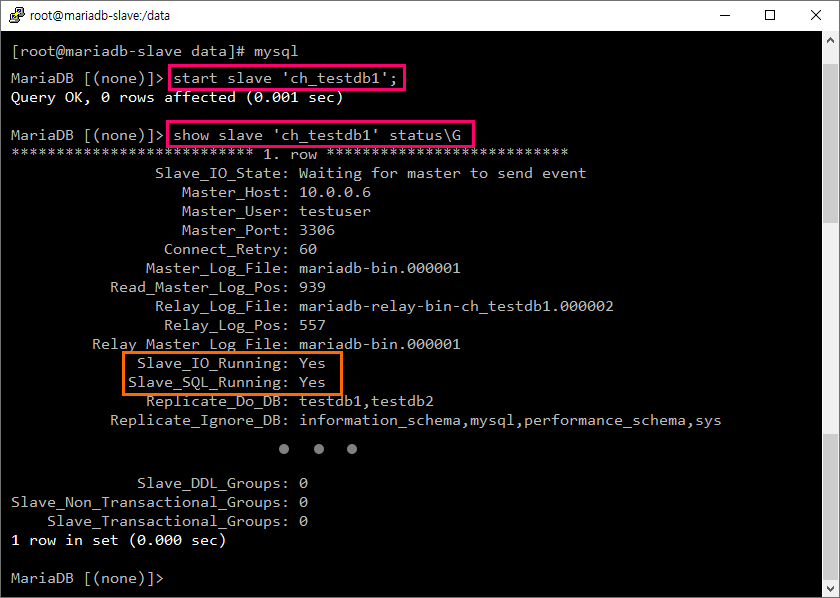 root@mariadb-slave:/data
[root@mariadb-slave data]# mysql
MariaDB [(none)]> start slave 'ch_testdb1';
Query OK, 0 rows affected (0.001 sec)
MariaDB [(none)]> show slave 'ch_testdb1' status\G
*************************** 1. row ***************************
Slave_IO_State: Waiting for master to send event
Master_Host: 10.0.0.6
Master_User: testuser
Master_Port: 3306
Connect_Retry: 60
Master_Log_File: mariadb-bin.000001
Read_Master_Log_Pos: 939
Relay_Log_File: mariadb-relay-bin-ch_testdb1.000002
Relay_Log_Pos: 557
Relay_Master_Log_File: mariadb-bin.000001
Slave_IO_Running: Yes
Slave_SQL_Running: Yes
Replicate_Do_DB: testdb1,testdb2
Replicate_Ignore_DB: information_schema,mysql,performance_schema,sys
Slave_DDL_Groups: 0
Slave_Non_Transactional_Groups: 0
Slave_Transactional_Groups: 0
1 row in set (0.000 sec)
MariaDB [(none)]>